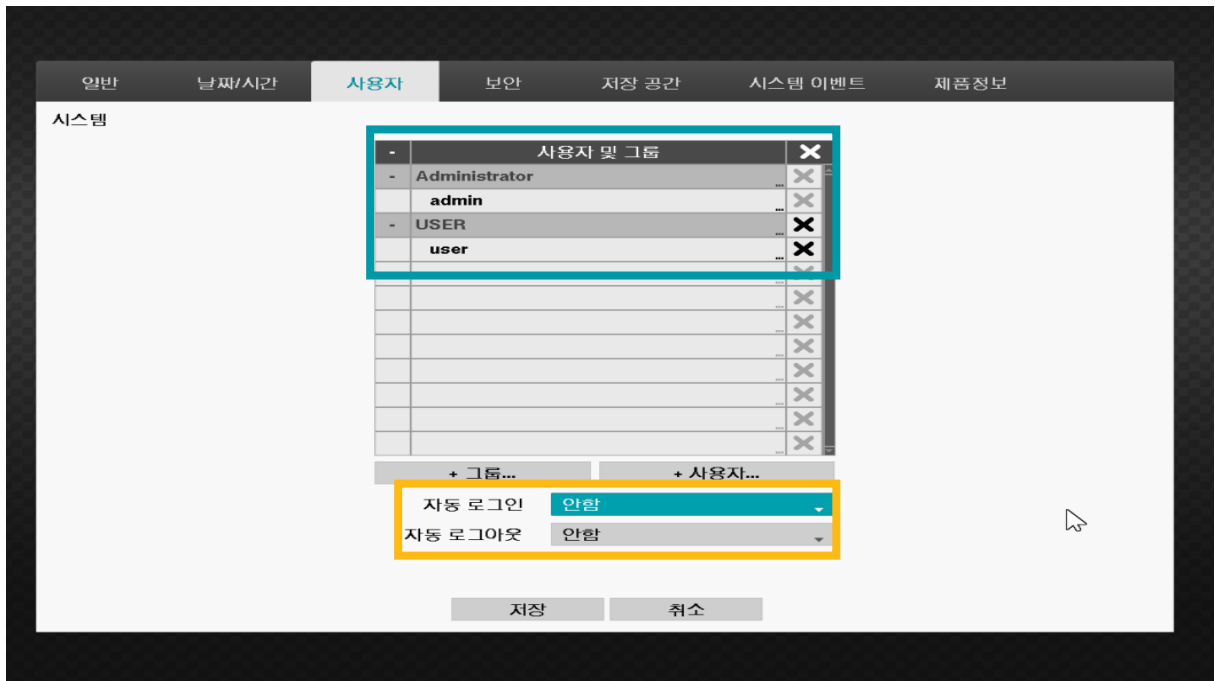 일반 날짜/시간 사용자 보안 저장 공간 시스템 이벤트 제품정보
시스템
- 사용자 및 그룹
- Administrator ...
admin ...
- USER ...
user ...
+ 그룹... + 사용자...
자동 로그인 안함
자동 로그아웃 안함
저장 취소